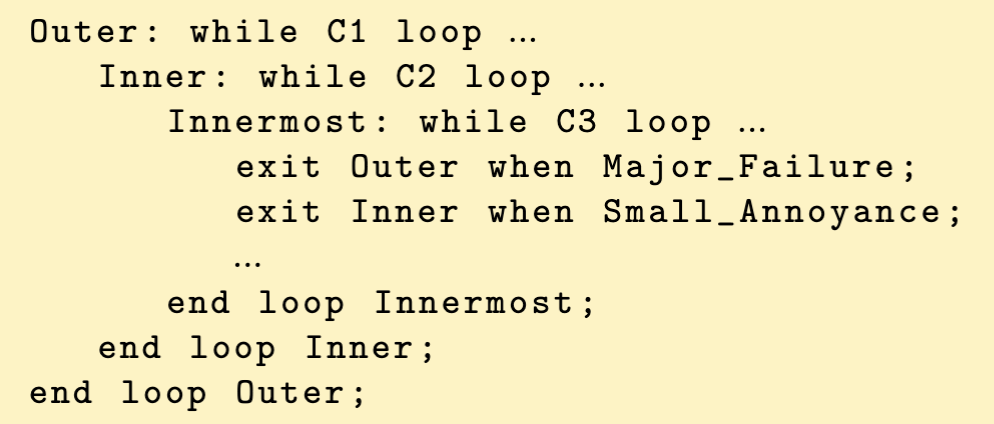 Outer: while C1 loop …
Inner: while C2 loop …
Innermost: while C3 loop …
exit Outer when Major_Failure;
exit Inner when Small_Annoyance;
…
end loop Innermost;
end loop Inner;
end loop Outer;